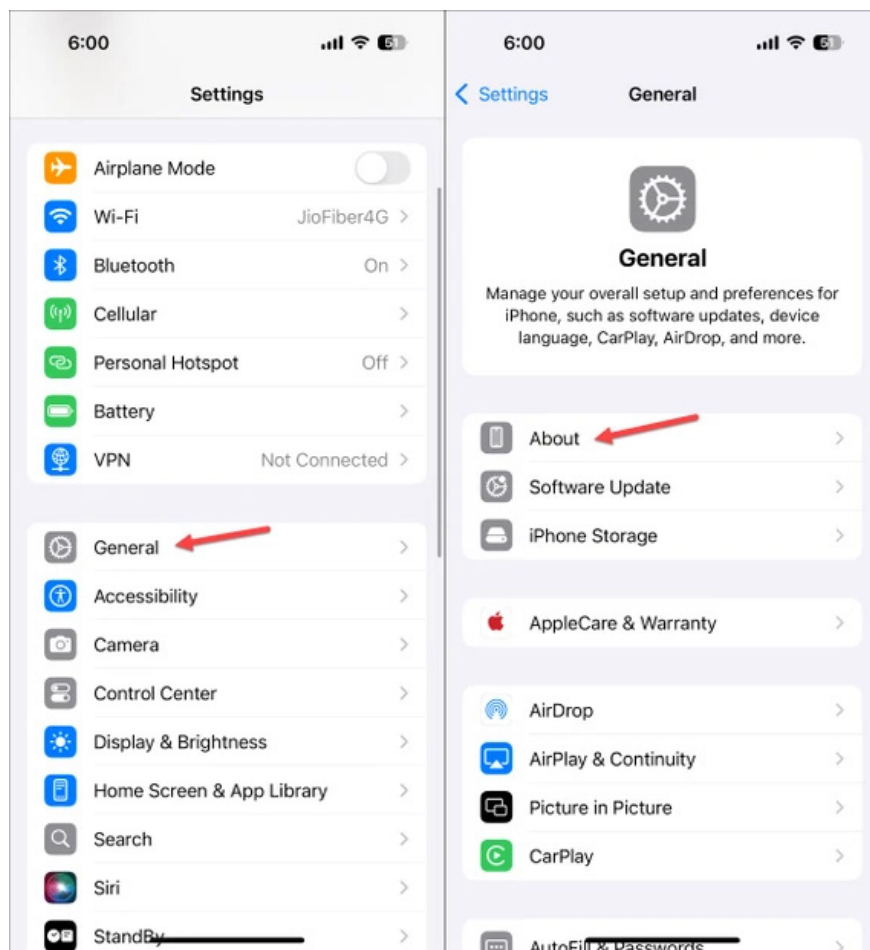 6:00
51
Settings
Airplane Mode
Wi-Fi JioFiber4G
Bluetooth On
Cellular
Personal Hotspot Off
Battery
VPN Not Connected
General
Accessibility
Camera
Control Center
Display & Brightness
Home Screen & App Library
Search
Siri
StandBy
6:00
51
Settings General
General
Manage your overall setup and preferences for
iPhone, such as software updates, device
language, CarPlay, AirDrop, and more.
About
Software Update
iPhone Storage
AppleCare & Warranty
AirDrop
AirPlay & Continuity
Picture in Picture
CarPlay
AutoFill & Passwords